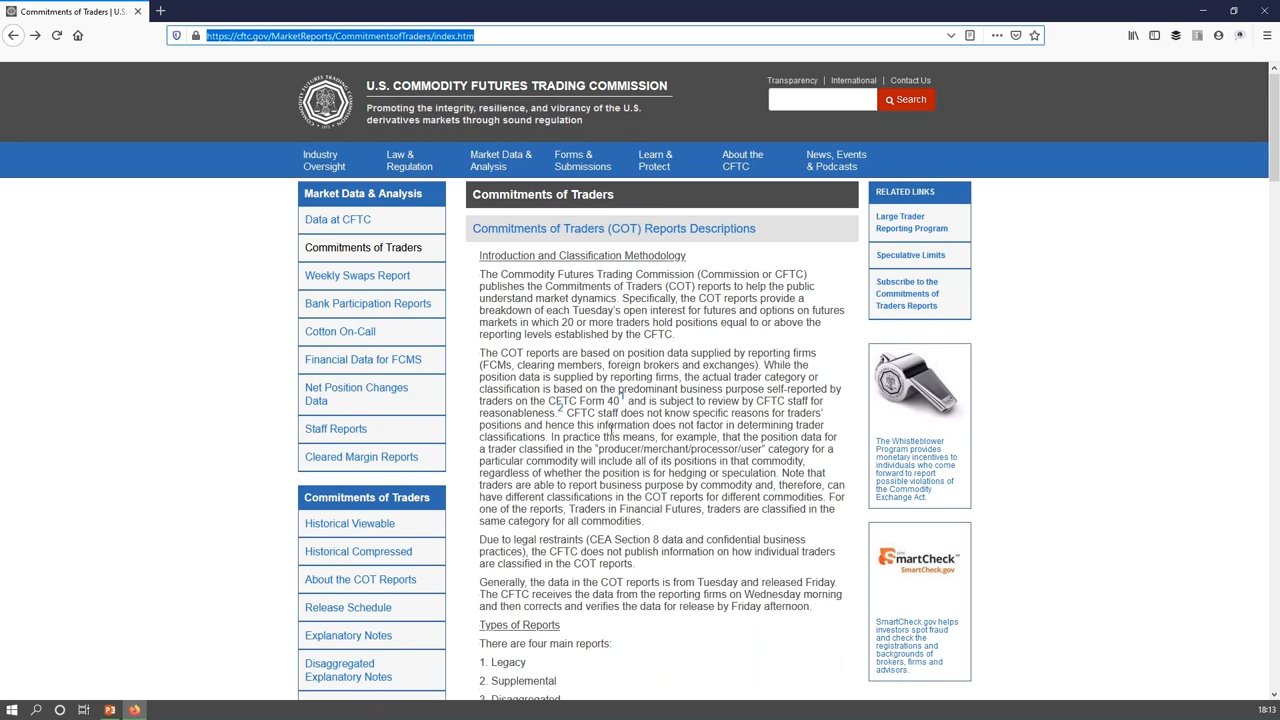 Commitments of Traders | U.S.
https://cftc.gov/MarketReports/CommitmentsofTraders/index.htm
U.S. COMMODITY FUTURES TRADING COMMISSION
Promoting the integrity, resilience, and vibrancy of the U.S.
derivatives markets through sound regulation
Transparency | International | Contact Us
Search
Industry
Oversight
Law &
Regulation
Market Data &
Analysis
Forms &
Submissions
Learn &
Protect
About the
CFTC
News, Events
& Podcasts
Market Data & Analysis
Data at CFTC
Commitments of Traders
Weekly Swaps Report
Bank Participation Reports
Cotton On-Call
Financial Data for FCMS
Net Position Changes
Data
Staff Reports
Cleared Margin Reports
Commitments of Traders
Historical Viewable
Historical Compressed
About the COT Reports
Release Schedule
Explanatory Notes
Disaggregated
Explanatory Notes
Commitments of Traders
Commitments of Traders (COT) Reports Descriptions
Introduction and Classification Methodology
The Commodity Futures Trading Commission (Commission or CFTC)
publishes the Commitments of Traders (COT) reports to help the public
understand market dynamics. Specifically, the COT reports provide a
breakdown of each Tuesday's open interest for futures and options on futures
markets in which 20 or more traders hold positions equal to or above the
reporting levels established by the CFTC.
The COT reports are based on position data supplied by reporting firms
(FCMs, clearing members, foreign brokers and exchanges). While the
position data is supplied by reporting firms, the actual trader category or
classification is based on the predominant business purpose self-reported by
traders on the CFTC Form 40¹ and is subject to review by CFTC staff for
reasonableness.² CFTC staff does not know specific reasons for traders'
positions and hence this information does not factor in determining trader
classifications. In practice this means, for example, that the position data for
a trader classified in the "producer/merchant/processor/user" category for a
particular commodity will include all of its positions in that commodity,
regardless of whether the position is for hedging or speculation. Note that
traders are able to report business purpose by commodity and, therefore, can
have different classifications in the COT reports for different commodities. For
one of the reports, Traders in Financial Futures, traders are classified in the
same category for all commodities.
Due to legal restraints (CEA Section 8 data and confidential business
practices), the CFTC does not publish information on how individual traders
are classified in the COT reports.
Generally, the data in the COT reports is from Tuesday and released Friday.
The CFTC receives the data from the reporting firms on Wednesday morning
and then corrects and verifies the data for release by Friday afternoon.
Types of Reports
There are four main reports:
1. Legacy
2. Supplemental
3. Disaggregated
RELATED LINKS
Large Trader
Reporting Program
Speculative Limits
Subscribe to the
Commitments of
Traders Reports
The Whistleblower
Program provides
monetary incentives to
individuals who come
forward to report
possible violations of
the Commodity
Exchange Act.
SmartCheck
SmartCheck.gov
SmartCheck.gov helps
investors spot fraud
and check the
registrations and
backgrounds of
brokers, firms and
advisors.
18:13